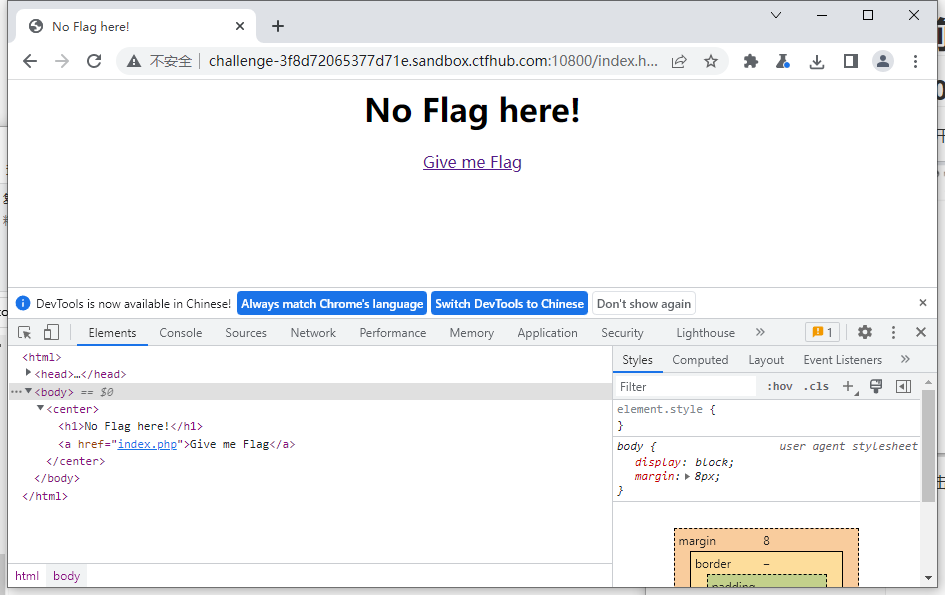 No Flag here!
不安全 challenge-3f8d72065377d71e.sandbox.ctfhub.com:10800/index.h...
No Flag here!
Give me Flag
DevTools is now available in Chinese! Always match Chrome's language Switch DevTools to Chinese Don't show again
Elements Console Sources Network Performance Memory Application Security Lighthouse » 1
<html>
<head>…</head>
<body> == $0
<center>
<h1>No Flag here!</h1>
<a href="index.php">Give me Flag</a>
</center>
</body>
</html>
html body
Styles Computed Layout Event Listeners »
Filter :hov .cls +
element.style {
}
body { user agent stylesheet
display: block;
margin: 8px;
}
margin 8
border –
padding